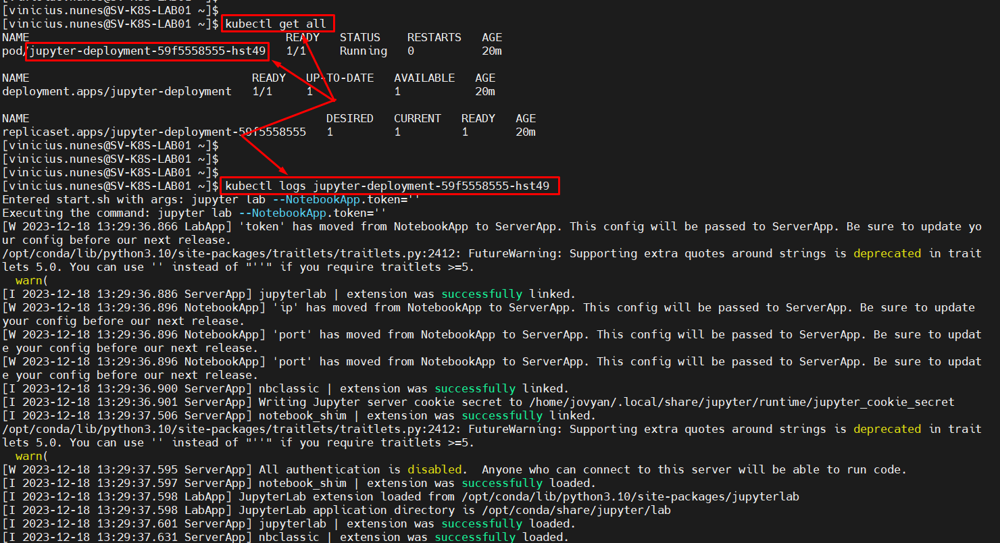 [vinicius.nunes@SV-K8S-LAB01 ~]$
[vinicius.nunes@SV-K8S-LAB01 ~]$ kubectl get all
NAME READY STATUS RESTARTS AGE
pod/jupyter-deployment-59f5558555-hst49 1/1 Running 0 20m
NAME READY UP-TO-DATE AVAILABLE AGE
deployment.apps/jupyter-deployment 1/1 1 1 20m
NAME DESIRED CURRENT READY AGE
replicaset.apps/jupyter-deployment-59f5558555 1 1 1 20m
[vinicius.nunes@SV-K8S-LAB01 ~]$
[vinicius.nunes@SV-K8S-LAB01 ~]$
[vinicius.nunes@SV-K8S-LAB01 ~]$
[vinicius.nunes@SV-K8S-LAB01 ~]$ kubectl logs jupyter-deployment-59f5558555-hst49
Entered start.sh with args: jupyter lab --NotebookApp.token=''
Executing the command: jupyter lab --NotebookApp.token=''
[W 2023-12-18 13:29:36.866 LabApp] 'token' has moved from NotebookApp to ServerApp. This config will be passed to ServerApp. Be sure to update yo
ur config before our next release.
/opt/conda/lib/python3.10/site-packages/traitlets/traitlets.py:2412: FutureWarning: Supporting extra quotes around strings is deprecated in trait
lets 5.0. You can use '' instead of "''" if you require traitlets >=5.
warn(
[I 2023-12-18 13:29:36.886 ServerApp] jupyterlab | extension was successfully linked.
[W 2023-12-18 13:29:36.896 NotebookApp] 'ip' has moved from NotebookApp to ServerApp. This config will be passed to ServerApp. Be sure to update
your config before our next release.
[W 2023-12-18 13:29:36.896 NotebookApp] 'port' has moved from NotebookApp to ServerApp. This config will be passed to ServerApp. Be sure to updat
e your config before our next release.
[W 2023-12-18 13:29:36.896 NotebookApp] 'port' has moved from NotebookApp to ServerApp. This config will be passed to ServerApp. Be sure to updat
e your config before our next release.
[I 2023-12-18 13:29:36.900 ServerApp] nbclassic | extension was successfully linked.
[I 2023-12-18 13:29:36.901 ServerApp] Writing Jupyter server cookie secret to /home/jovyan/.local/share/jupyter/runtime/jupyter_cookie_secret
[I 2023-12-18 13:29:37.506 ServerApp] notebook_shim | extension was successfully linked.
/opt/conda/lib/python3.10/site-packages/traitlets/traitlets.py:2412: FutureWarning: Supporting extra quotes around strings is deprecated in trait
lets 5.0. You can use '' instead of "''" if you require traitlets >=5.
warn(
[W 2023-12-18 13:29:37.595 ServerApp] All authentication is disabled.  Anyone who can connect to this server will be able to run code.
[I 2023-12-18 13:29:37.597 ServerApp] notebook_shim | extension was successfully loaded.
[I 2023-12-18 13:29:37.598 LabApp] JupyterLab extension loaded from /opt/conda/lib/python3.10/site-packages/jupyterlab
[I 2023-12-18 13:29:37.598 LabApp] JupyterLab application directory is /opt/conda/share/jupyter/lab
[I 2023-12-18 13:29:37.601 ServerApp] jupyterlab | extension was successfully loaded.
[I 2023-12-18 13:29:37.631 ServerApp] nbclassic | extension was successfully loaded.